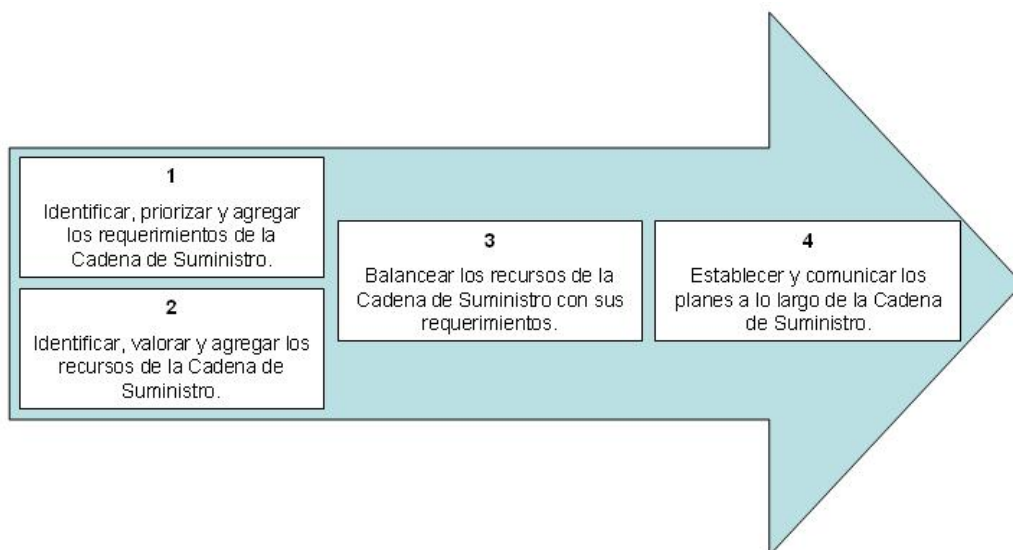 1
Identificar, priorizar y agregar
los requerimientos de la
Cadena de Suministro.
2
Identificar, valorar y agregar los
recursos de la Cadena de
Suministro.
3
Balancear los recursos de la
Cadena de Suministro con sus
requerimientos.
4
Establecer y comunicar los
planes a lo largo de la Cadena
de Suministro.